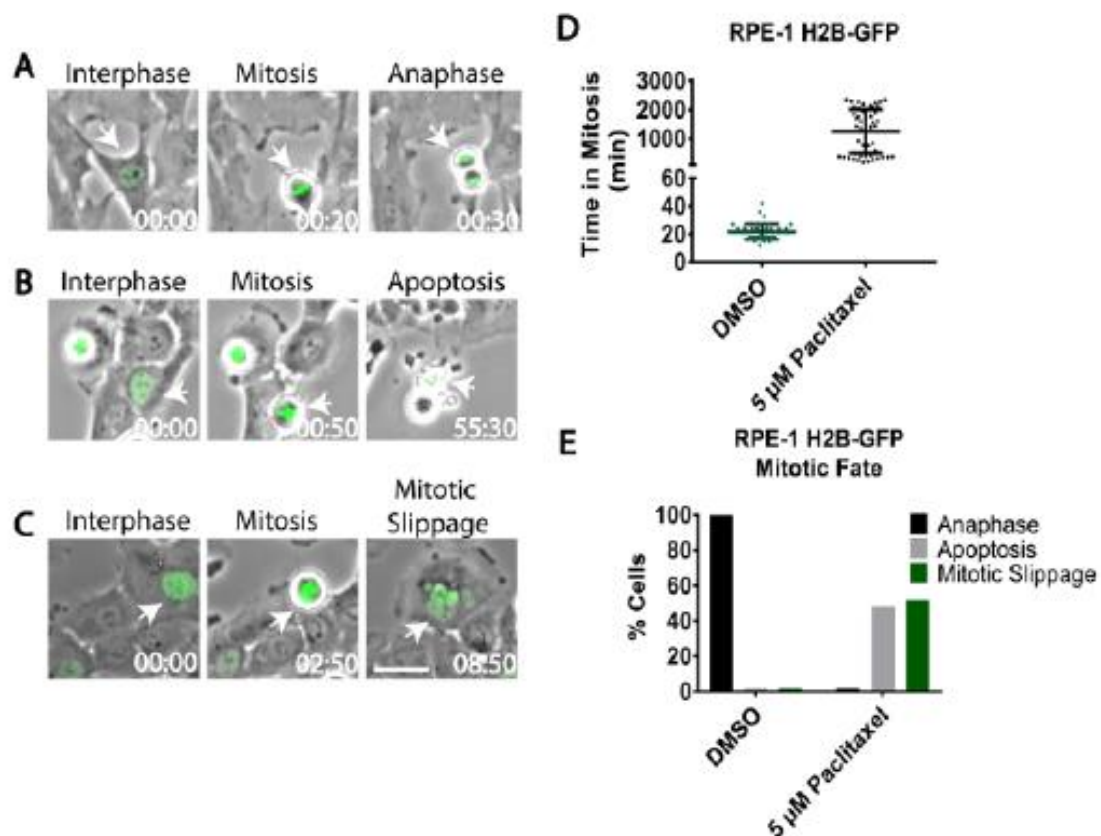 A
Interphase Mitosis Anaphase
00:00 00:20 00:30
B
Interphase Mitosis Apoptosis
00:00 00:50 55:30
C
Interphase Mitosis Mitotic
Slippage
00:00 02:50 08:50
D
RPE-1 H2B-GFP
Time in Mitosis
(min)
3000
2000
1000
60
40
20
0
DMSO
5 µM Paclitaxel
E
RPE-1 H2B-GFP
Mitotic Fate
% Cells
100
80
60
40
20
0
Anaphase
Apoptosis
Mitotic Slippage
DMSO
5 µM Paclitaxel